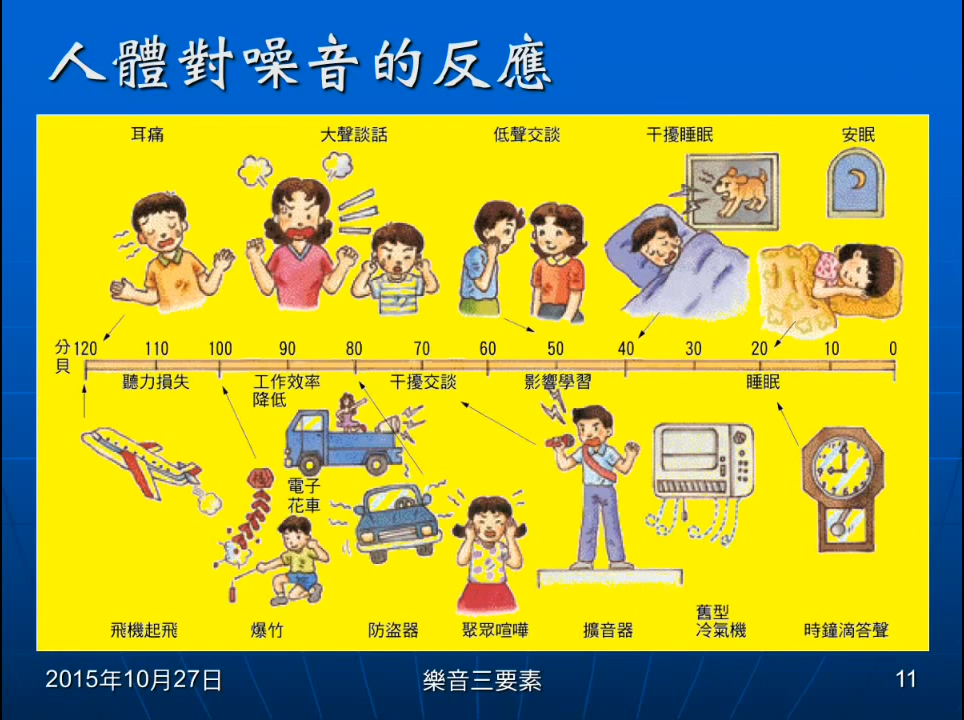 人體對噪音的反應
耳痛 大聲談話 低聲交談 干擾睡眠 安眠
分貝 120 110 100 90 80 70 60 50 40 30 20 10 0
聽力損失 工作效率降低 干擾交談 影響學習 睡眠
電子
花車
飛機起飛 爆竹 防盜器 聚眾喧嘩 擴音器 舊型冷氣機 時鐘滴答聲
2015年10月27日 樂音三要素 11